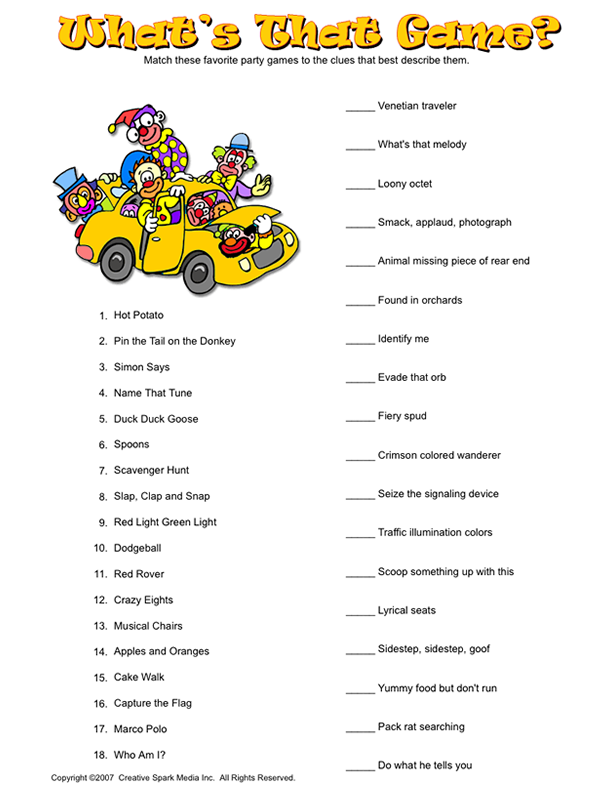 What's That Game?
Match these favorite party games to the clues that best describe them.
1. Hot Potato
2. Pin the Tail on the Donkey
3. Simon Says
4. Name That Tune
5. Duck Duck Goose
6. Spoons
7. Scavenger Hunt
8. Slap, Clap and Snap
9. Red Light Green Light
10. Dodgeball
11. Red Rover
12. Crazy Eights
13. Musical Chairs
14. Apples and Oranges
15. Cake Walk
16. Capture the Flag
17. Marco Polo
18. Who Am I?
_____ Venetian traveler
_____ What's that melody
_____ Loony octet
_____ Smack, applaud, photograph
_____ Animal missing piece of rear end
_____ Found in orchards
_____ Identify me
_____ Evade that orb
_____ Fiery spud
_____ Crimson colored wanderer
_____ Seize the signaling device
_____ Traffic illumination colors
_____ Scoop something up with this
_____ Lyrical seats
_____ Sidestep, sidestep, goof
_____ Yummy food but don't run
_____ Pack rat searching
_____ Do what he tells you
Copyright ©2007 Creative Spark Media Inc. All Rights Reserved.